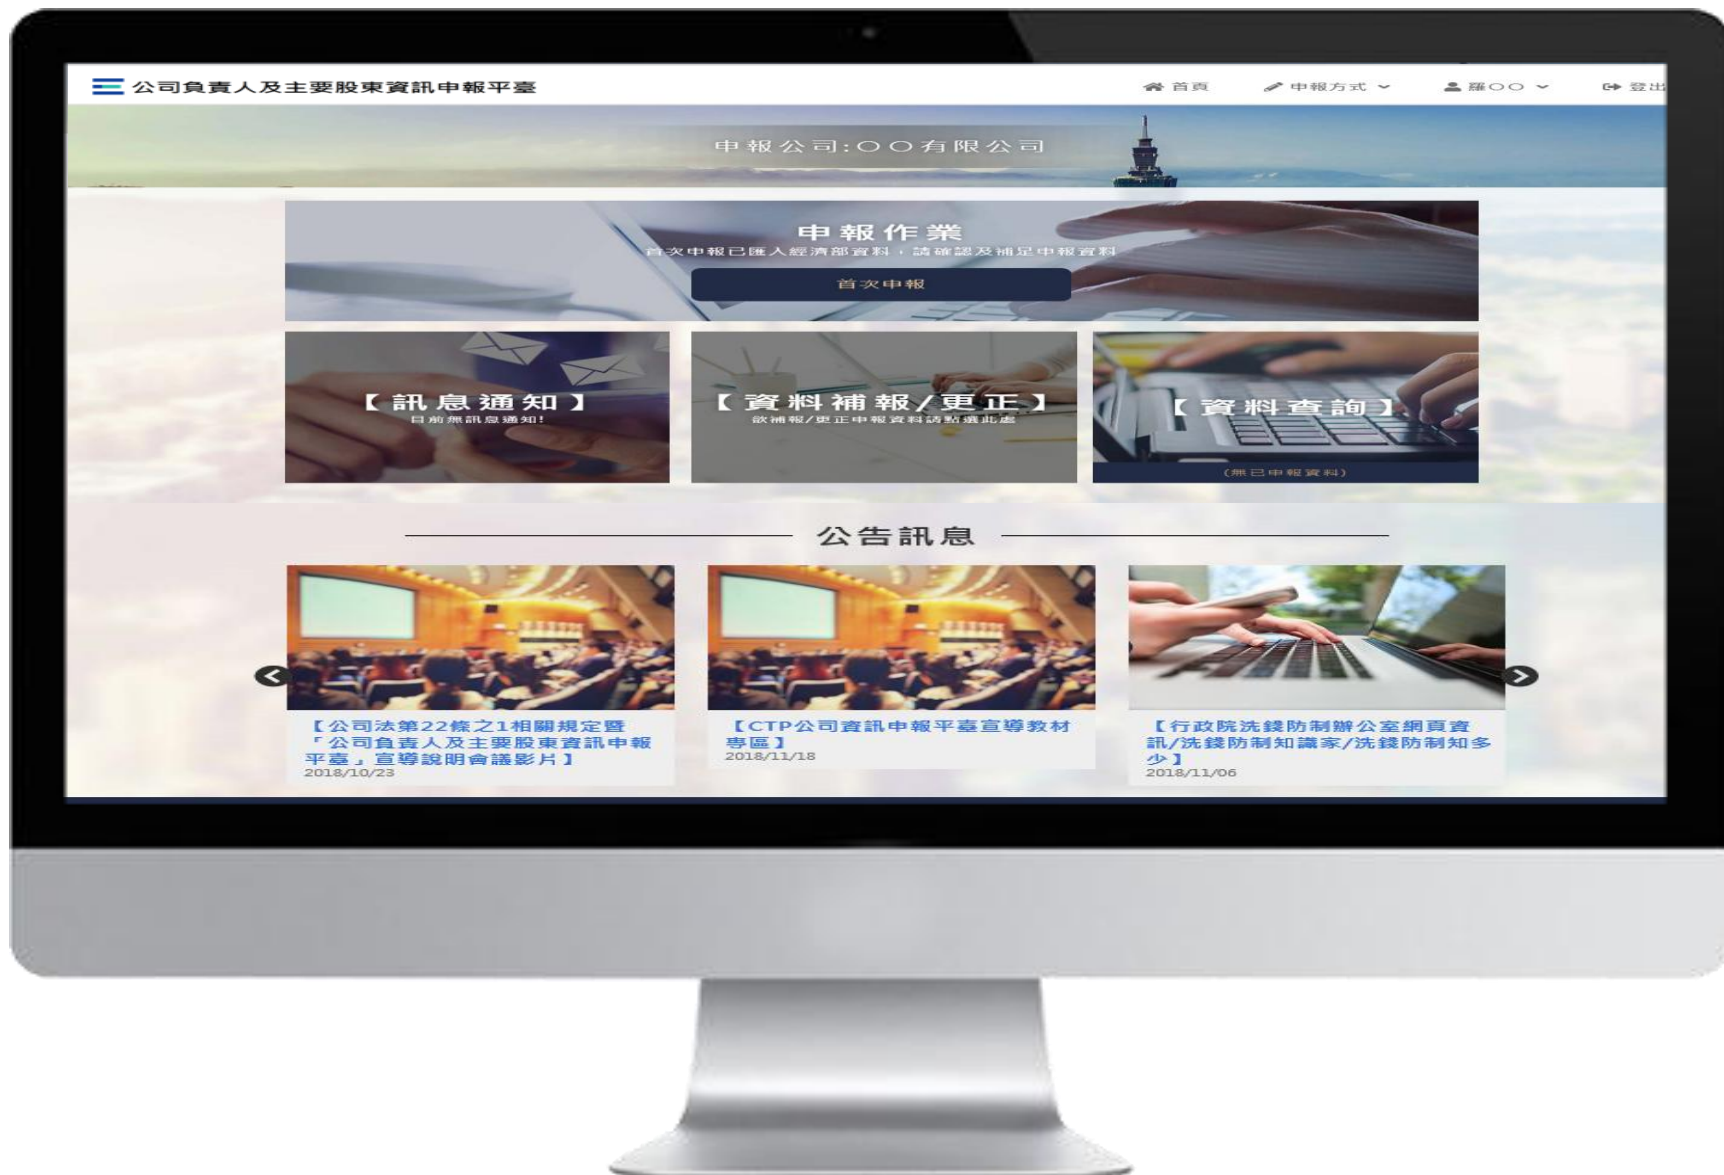 公司負責人及主要股東資訊申報平臺
首頁
申報方式
羅○○
登出
申報公司:○○有限公司
申報作業
首次申報已匯入經濟部資料,請確認及補足申報資料
首次申報
【訊息通知】
目前無訊息通知!
【資料補報/更正】
欲補報/更正申報資料請點選此處
【資料查詢】
(無已申報資料)
公告訊息
【公司法第22條之1相關規定暨
「公司負責人及主要股東資訊申報
平臺」宣導說明會議影片】
2018/10/23
【CTP公司資訊申報平臺宣導教材
專區】
2018/11/18
【行政院洗錢防制辦公室網頁資
訊/洗錢防制知識家/洗錢防制知多
少】
2018/11/06